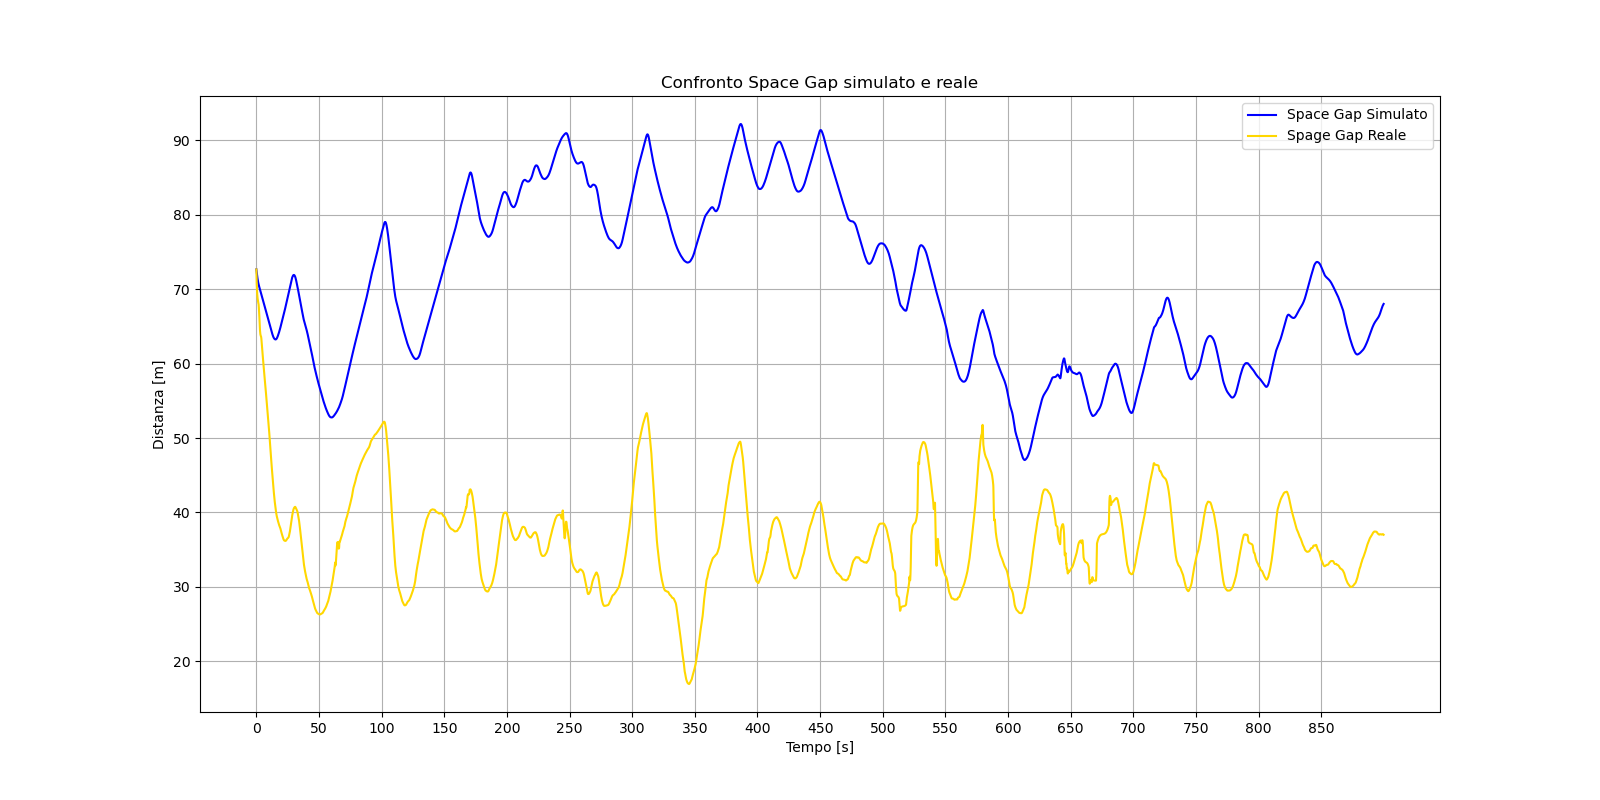 Confronto Space Gap simulato e reale
Space Gap Simulato
Spage Gap Reale
Distanza [m]
90
80
70
60
50
40
30
20
0 50 100 150 200 250 300 350 400 450 500 550 600 650 700 750 800 850
Tempo [s]